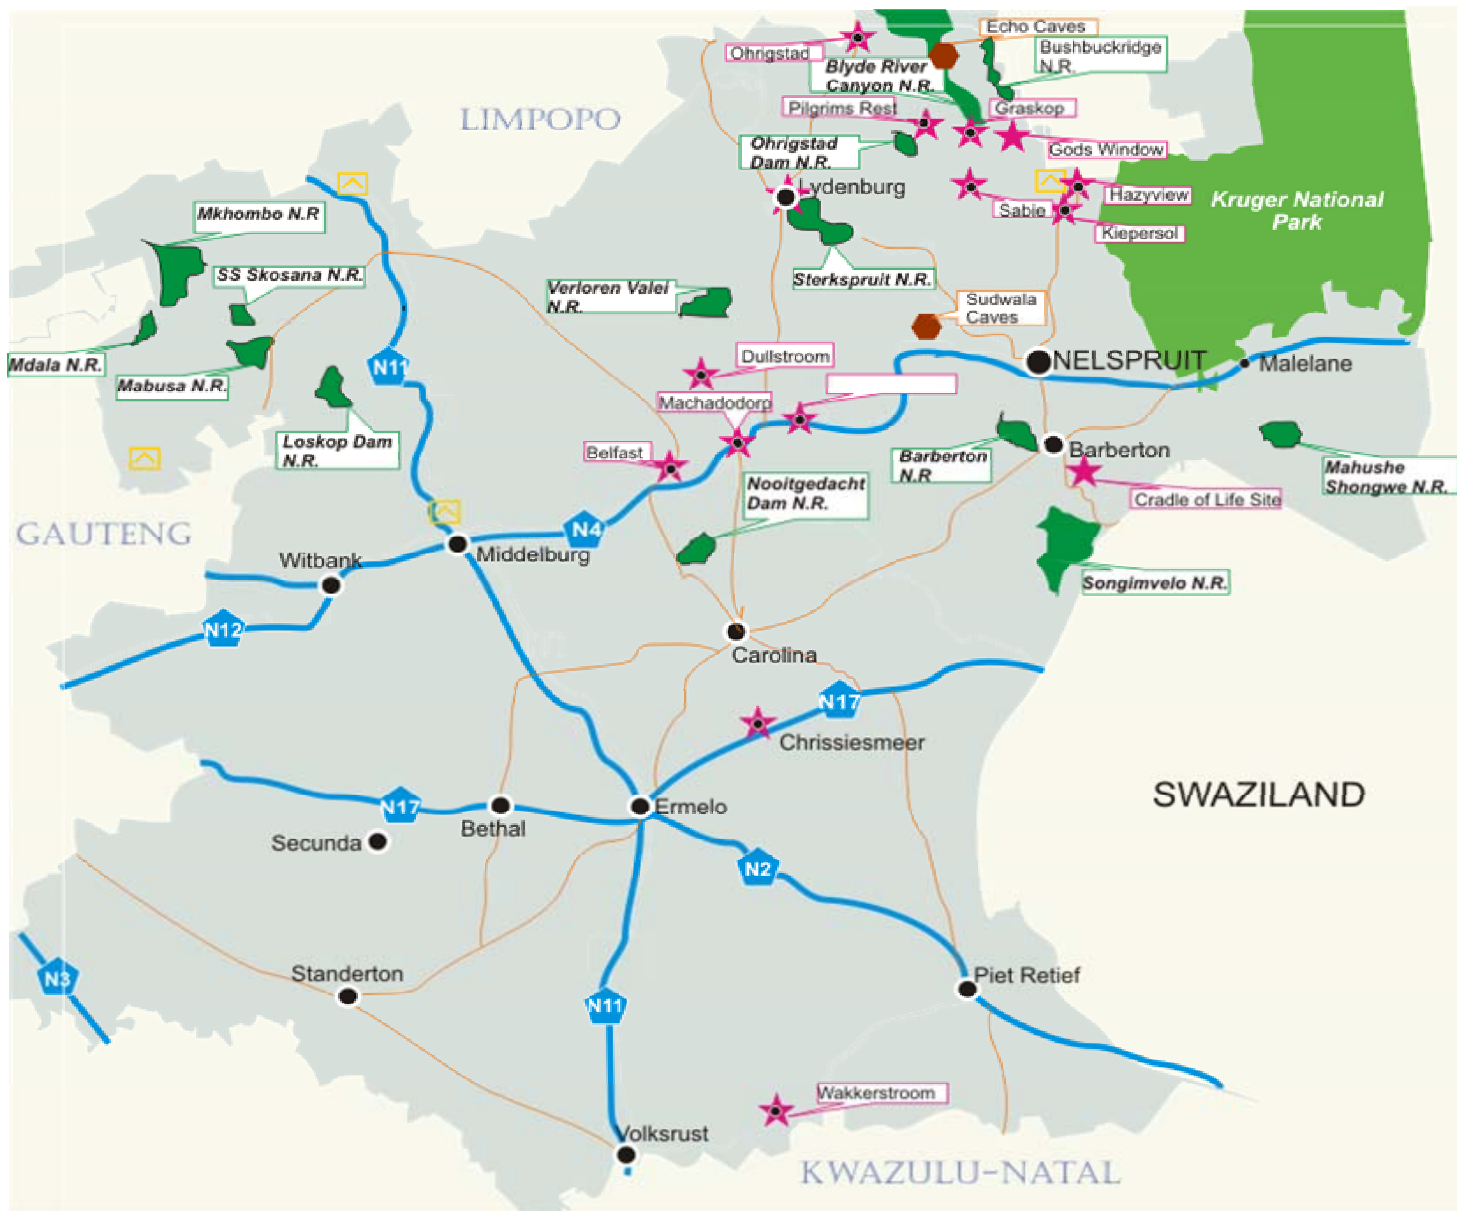 Echo Caves
Ohrigstad
Bushbuckridge
N.R.
Blyde River
Canyon N.R.
Pilgrims Rest
Graskop
LIMPOPO
Ohrigstad
Dam N.R.
Gods Window
Lydenburg
Hazyview
Kruger National
Park
Sabie
Kiepersol
Mkhombo N.R
SS Skosana N.R.
Sterkspruit N.R.
Verloren Valei
N.R.
Sudwala
Caves
Mdala N.R.
N11
Dullstroom
NELSPRUIT
Malelane
Mabusa N.R.
Machadodorp
Loskop Dam
N.R.
Belfast
Barberton
N.R
Barberton
Mahushe
Shongwe N.R.
Nooitgedacht
Dam N.R.
Cradle of Life Site
GAUTENG
N4
Witbank
Middelburg
Songimvelo N.R.
N12
Carolina
N17
Chrissiesmeer
SWAZILAND
N17
Ermelo
Bethal
Secunda
N2
N3
Standerton
Piet Retief
N11
Wakkerstroom
Volksrust
KWAZULU-NATAL